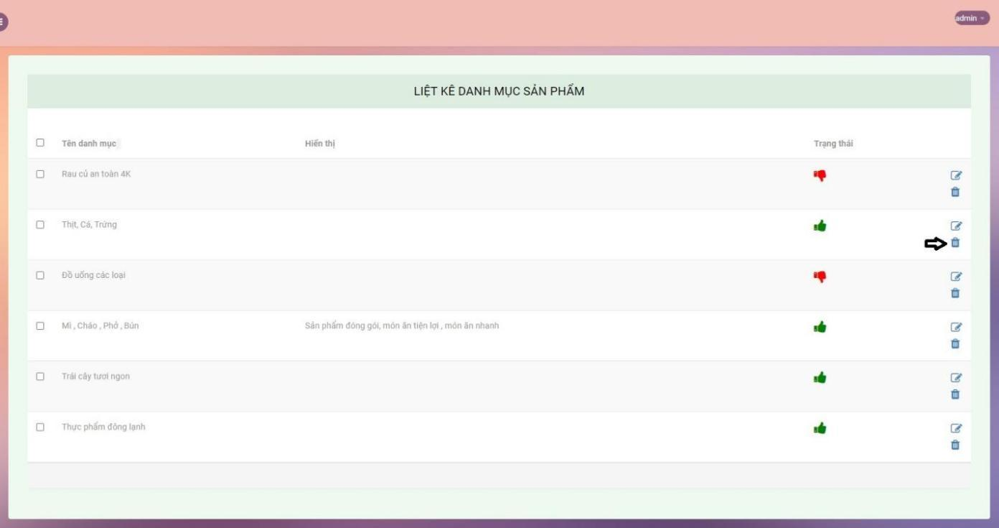 admin
LIỆT KÊ DANH MỤC SẢN PHẨM
Tên danh mục Hiển thị Trạng thái
Rau củ an toàn 4K
Thịt, Cá, Trứng
Đồ uống các loại
Mì , Cháo , Phở , Bún Sản phẩm đóng gói, món ăn tiện lợi , món ăn nhanh
Trái cây tươi ngon
Thực phẩm đông lạnh